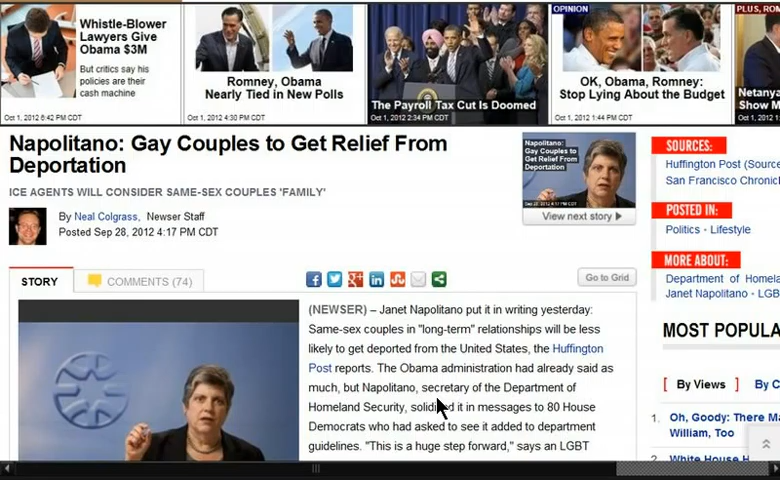 Whistle-Blower
Lawyers Give
Obama $3M
But critics say his
policies are their
cash machine
Oct 1, 2012 6:42 PM CDT
Romney, Obama
Nearly Tied in New Polls
Oct 1, 2012 4:30 PM CDT
The Payroll Tax Cut Is Doomed
Oct 1, 2012 2:34 PM CDT
OPINION
OK, Obama, Romney:
Stop Lying About the Budget
Oct 1, 2012 1:44 PM CDT
PLUS, ROM
Netanya
Show M
Napolitano: Gay Couples to Get Relief From
Deportation
ICE AGENTS WILL CONSIDER SAME-SEX COUPLES 'FAMILY'
By Neal Colgrass, Newser Staff
Posted Sep 28, 2012 4:17 PM CDT
Napolitano:
Gay Couples to
Get Relief From
Deportation
View next story
SOURCES:
Huffington Post (Source
San Francisco Chronic
POSTED IN:
Politics - Lifestyle
MORE ABOUT:
Department of Homela
Janet Napolitano - LGB
STORY
COMMENTS (74)
Go to Grid
(NEWSER) – Janet Napolitano put it in writing yesterday:
Same-sex couples in "long-term" relationships will be less
likely to get deported from the United States, the Huffington
Post reports. The Obama administration had already said as
much, but Napolitano, secretary of the Department of
Homeland Security, solidified it in messages to 80 House
Democrats who had asked to see it added to department
guidelines. "This is a huge step forward," says an LGBT
MOST POPULA
[ By Views ] By C
1. Oh, Goody: There Ma
William, Too
2. White House H